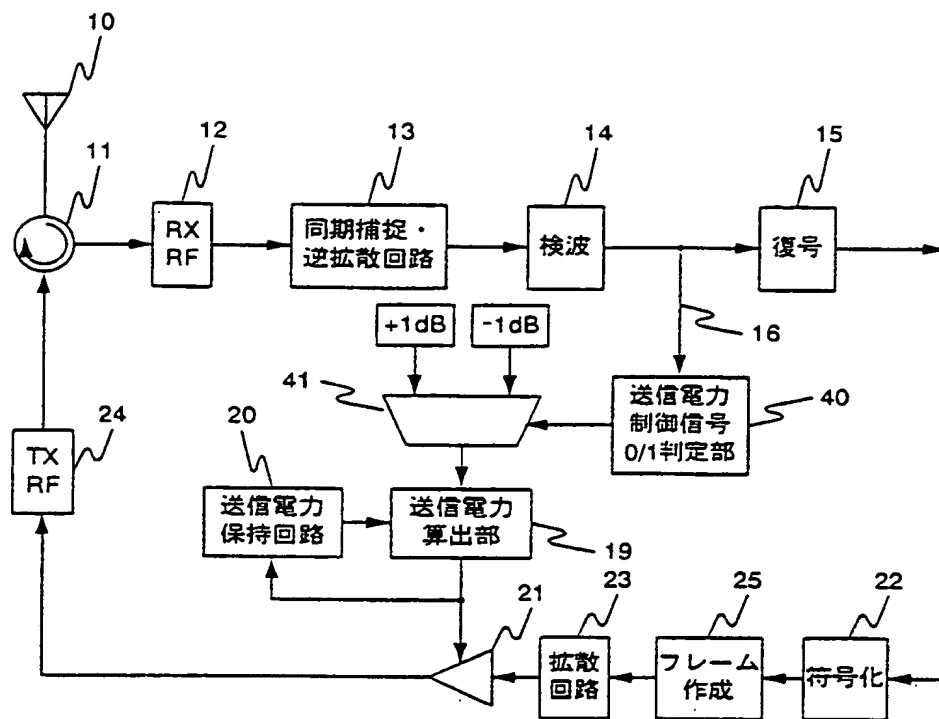 10
11
12
RX
RF
13
同期捕捉・
逆拡散回路
14
検波
15
復号
16
+1dB
-1dB
41
送信電力
制御信号
0/1判定部
40
24
TX
RF
20
送信電力
保持回路
送信電力
算出部
19
21
23
拡散
回路
25
フレーム
作成
22
符号化